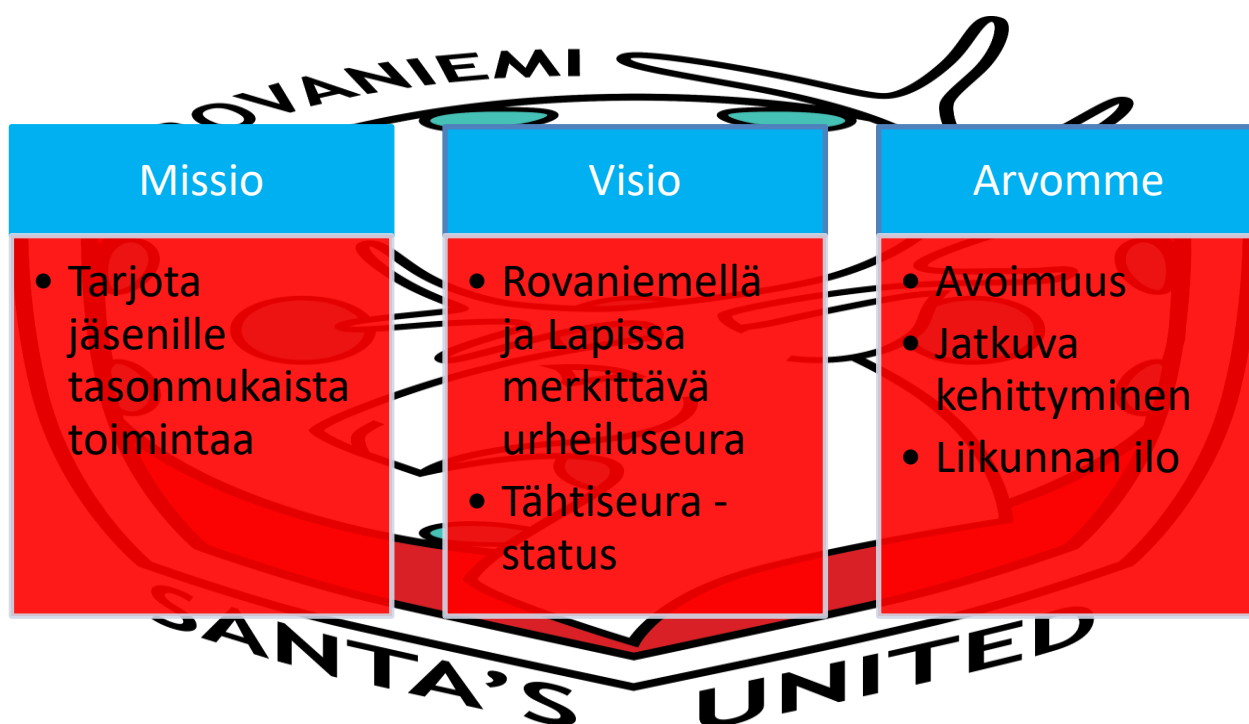 ROVANIEMI
Missio
• Tarjota
jäsenille
tasonmukaista
toimintaa
Visio
• Rovaniemellä
ja Lapissa
merkittävä
urheiluseura
• Tähtiseura -
status
Arvomme
• Avoimuus
• Jatkuva
kehittyminen
• Liikunnan ilo
SANTA’S UNITED